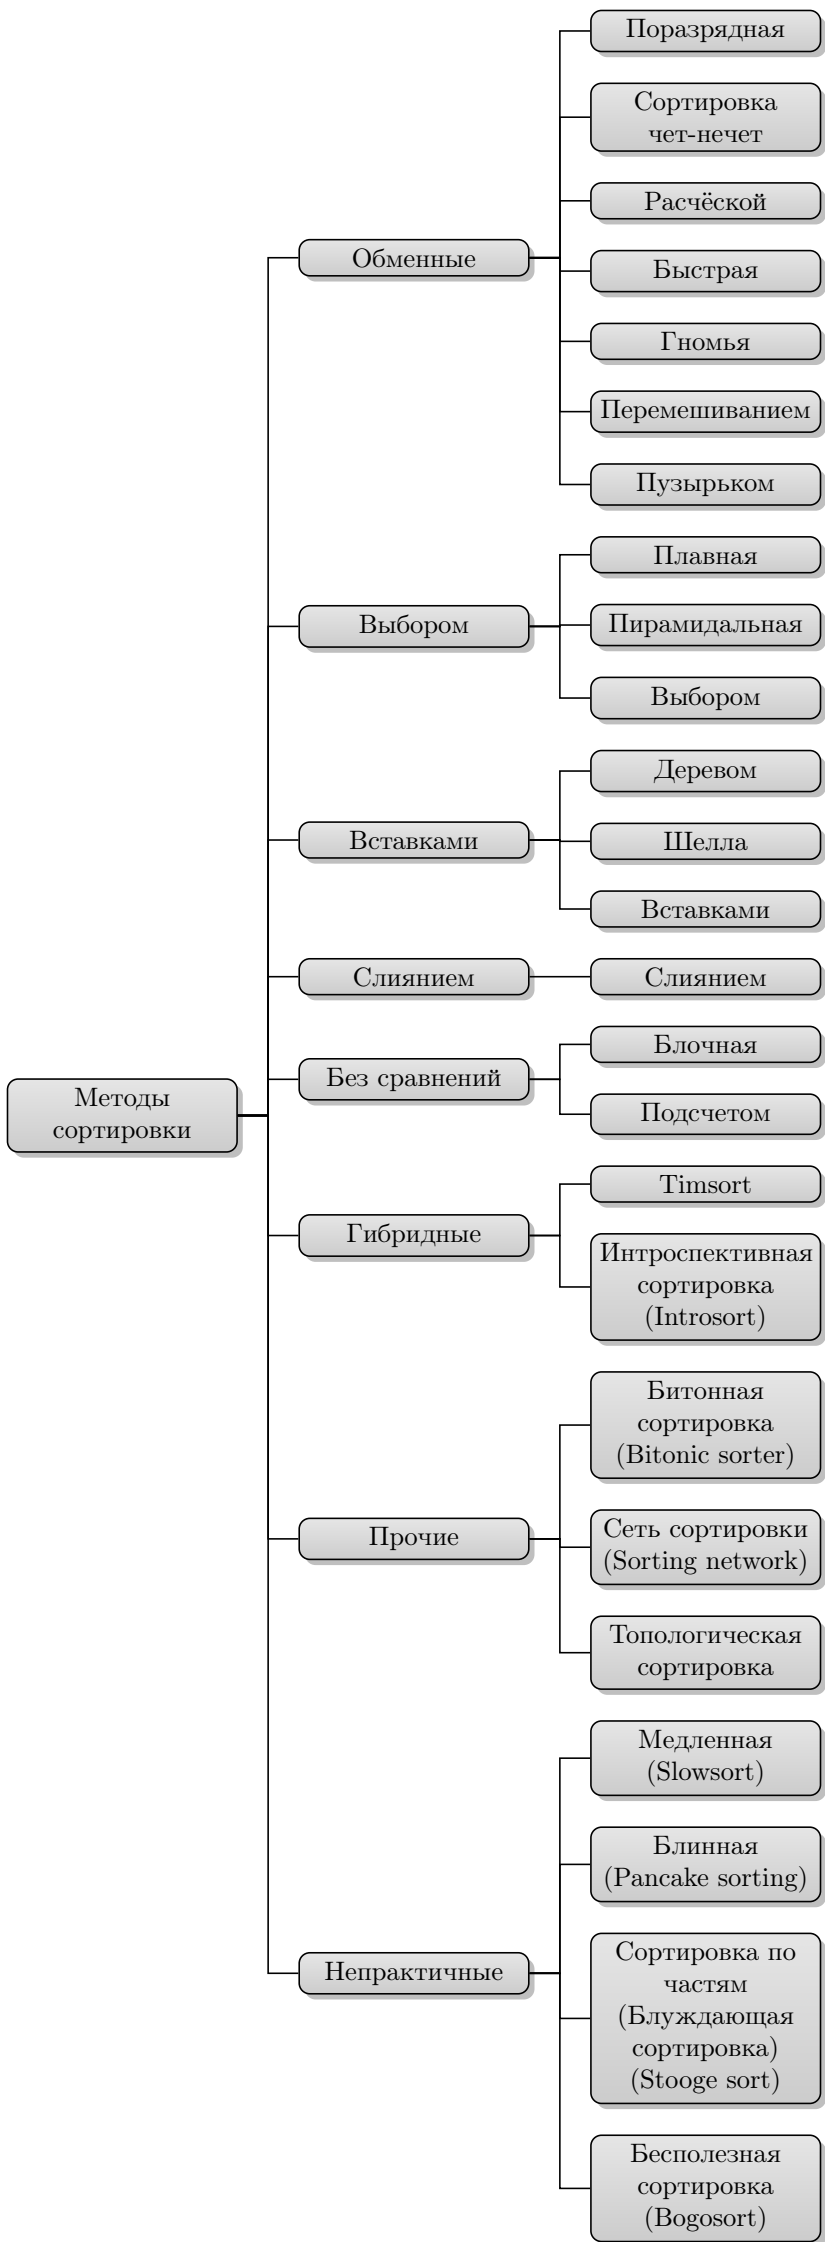 Поразрядная
Сортировка
чет-нечет
Расчёской
Обменные
Быстрая
Гномья
Перемешиванием
Пузырьком
Плавная
Выбором
Пирамидальная
Выбором
Деревом
Вставками
Шелла
Вставками
Слиянием
Слиянием
Блочная
Без сравнений
Методы
сортировки
Подсчетом
Timsort
Гибридные
Интроспективная
сортировка
(Introsort)
Битонная
сортировка
(Bitonic sorter)
Прочие
Сеть сортировки
(Sorting network)
Топологическая
сортировка
Медленная
(Slowsort)
Блинная
(Pancake sorting)
Непрактичные
Сортировка по
частям
(Блуждающая
сортировка)
(Stooge sort)
Бесполезная
сортировка
(Bogosort)